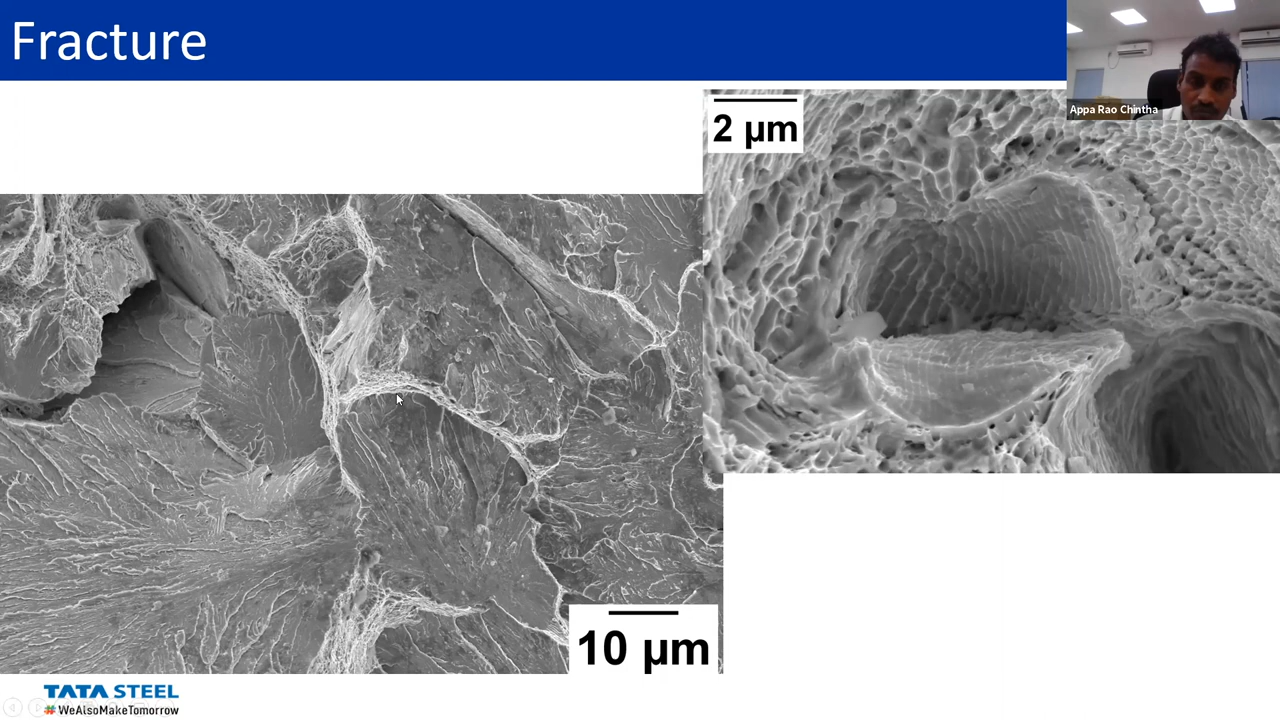 Fracture
Appa Rao Chintha
2 µm
10 µm
TATA STEEL
#WeAlsoMakeTomorrow